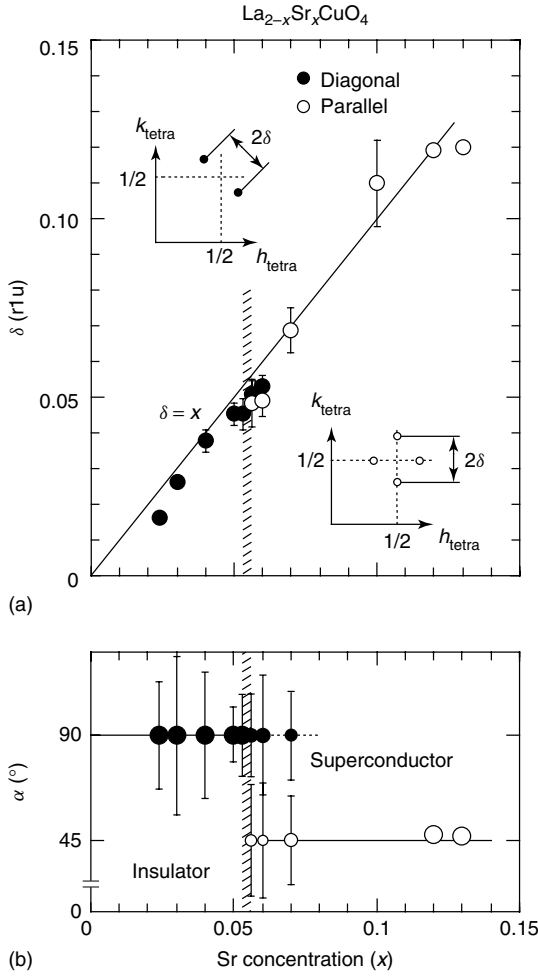 La2−xSrxCuO4
0.15
Diagonal
Parallel
ktetra
2δ
1/2
1/2
htetra
0.10
δ (r1u)
0.05
δ = x
ktetra
1/2
2δ
1/2
htetra
0
(a)
90
Superconductor
α (°)
45
Insulator
0
0
0.05
0.10
0.15
(b)
Sr concentration (x)